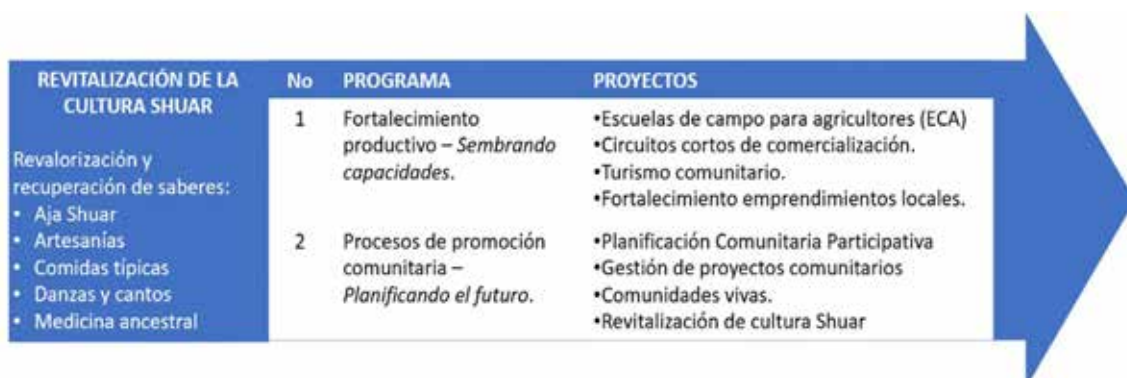 REVITALIZACIÓN DE LA
CULTURA SHUAR
Revalorización y
recuperación de saberes:
• Aja Shuar
• Artesanías
• Comidas típicas
• Danzas y cantos
• Medicina ancestral
No PROGRAMA PROYECTOS
1 Fortalecimiento
productivo – Sembrando
capacidades.
•Escuelas de campo para agricultores (ECA)
•Circuitos cortos de comercialización.
•Turismo comunitario.
•Fortalecimiento emprendimientos locales.
2 Procesos de promoción
comunitaria –
Planificando el futuro.
•Planificación Comunitaria Participativa
•Gestión de proyectos comunitarios
•Comunidades vivas.
•Revitalización de cultura Shuar